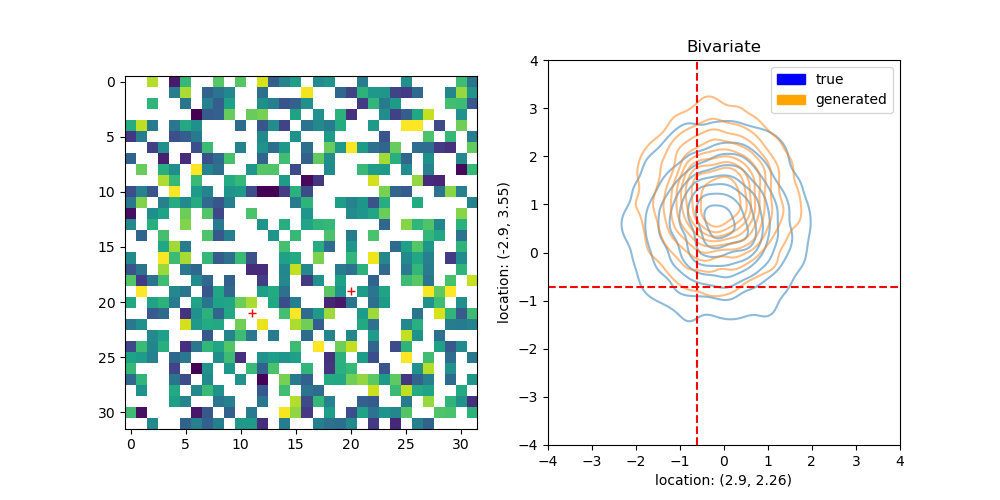 Bivariate
true
generated
0
5
10
15
20
25
30
0 5 10 15 20 25 30
location: (-2.9, 3.55)
4
3
2
1
0
−1
−2
−3
−4
−4 −3 −2 −1 0 1 2 3 4
location: (2.9, 2.26)